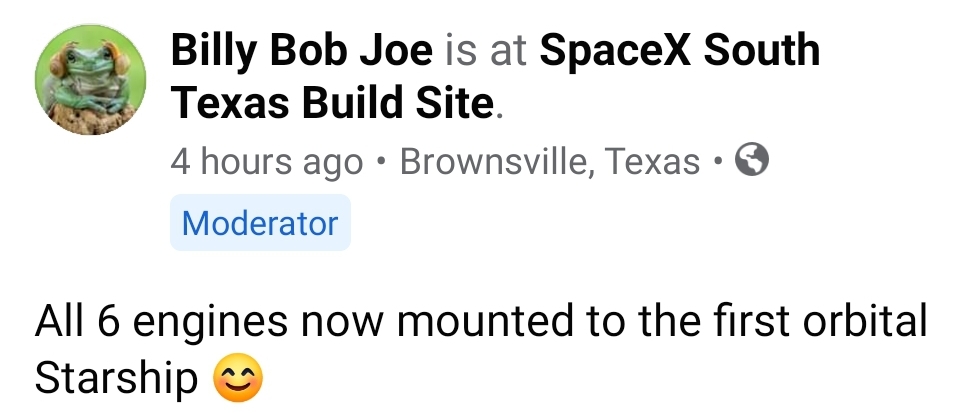 Billy Bob Joe is at SpaceX South
Texas Build Site.
4 hours ago • Brownsville, Texas •
Moderator
All 6 engines now mounted to the first orbital
Starship 😊